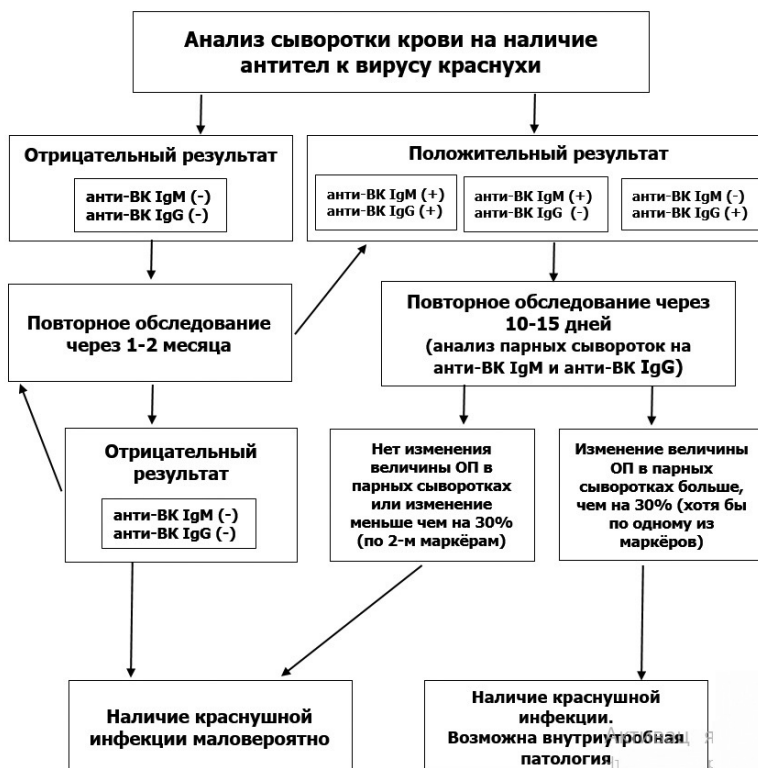 Анализ сыворотки крови на наличие
антител к вирусу краснухи
Отрицательный результат
анти-ВК IgM (-)
анти-ВК IgG (-)
Положительный результат
анти-ВК IgM (+)
анти-ВК IgG (+)
анти-ВК IgM (+)
анти-ВК IgG (-)
анти-ВК IgM (-)
анти-ВК IgG (+)
Повторное обследование
через 1-2 месяца
Повторное обследование через
10-15 дней
(анализ парных сывороток на
анти-ВК IgM и анти-ВК IgG)
Отрицательный
результат
анти-ВК IgM (-)
анти-ВК IgG (-)
Нет изменения
величины ОП в
парных сыворотках
или изменение
меньше чем на 30%
(по 2-м маркёрам)
Изменение величины
ОП в парных
сыворотках больше,
чем на 30% (хотя бы
по одному из
маркёров)
Наличие краснушной
инфекции маловероятно
Наличие краснушной
инфекции.
Возможна внутриутробная
патология